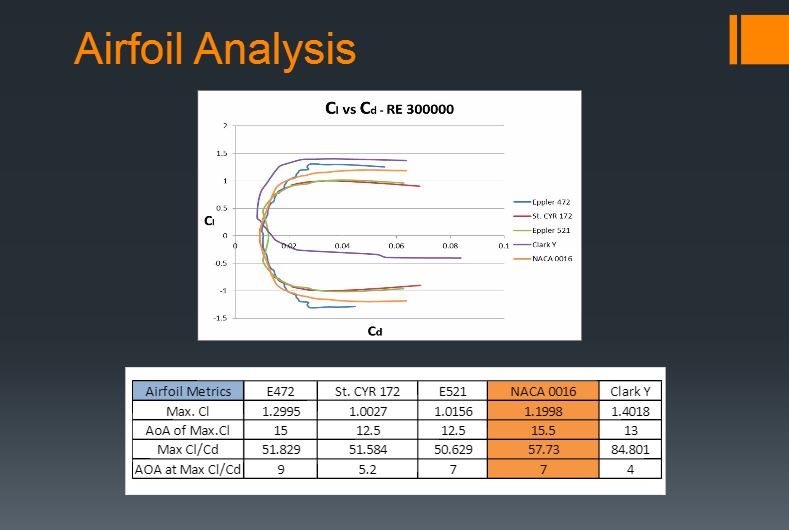 Airfoil Analysis
Cl vs Cd - RE 300000
2
1.5
1
0.5
0
-0.5
-1
-1.5
0 0.02 0.04 0.06 0.08 0.1
Cl
Cd
Eppler 472
St. CYR 172
Eppler 521
Clark Y
NACA 0016
Airfoil Metrics E472 St. CYR 172 E521 NACA 0016 Clark Y
Max. Cl 1.2995 1.0027 1.0156 1.1998 1.4018
AoA of Max.Cl 15 12.5 12.5 15.5 13
Max Cl/Cd 51.829 51.584 50.629 57.73 84.801
AOA at Max Cl/Cd 9 5.2 7 7 4